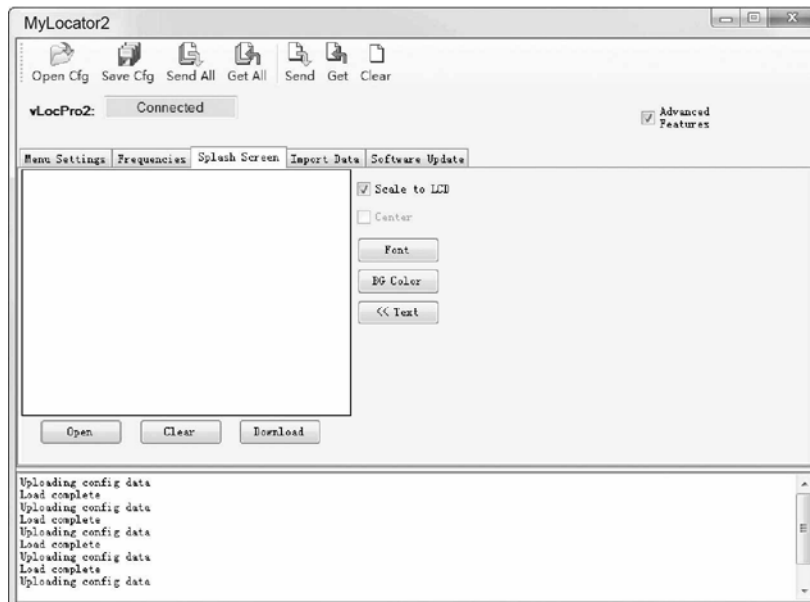 MyLocator2
Open Cfg Save Cfg Send All Get All Send Get Clear
vLocPro2: Connected
Advanced
Features
Menu Settings Frequencies Splash Screen Import Data Software Update
Scale to LCD
Center
Font
BG Color
<< Text
Open Clear Download
Uploading config data
Load complete
Uploading config data
Load complete
Uploading config data
Load complete
Uploading config data
Load complete
Uploading config data